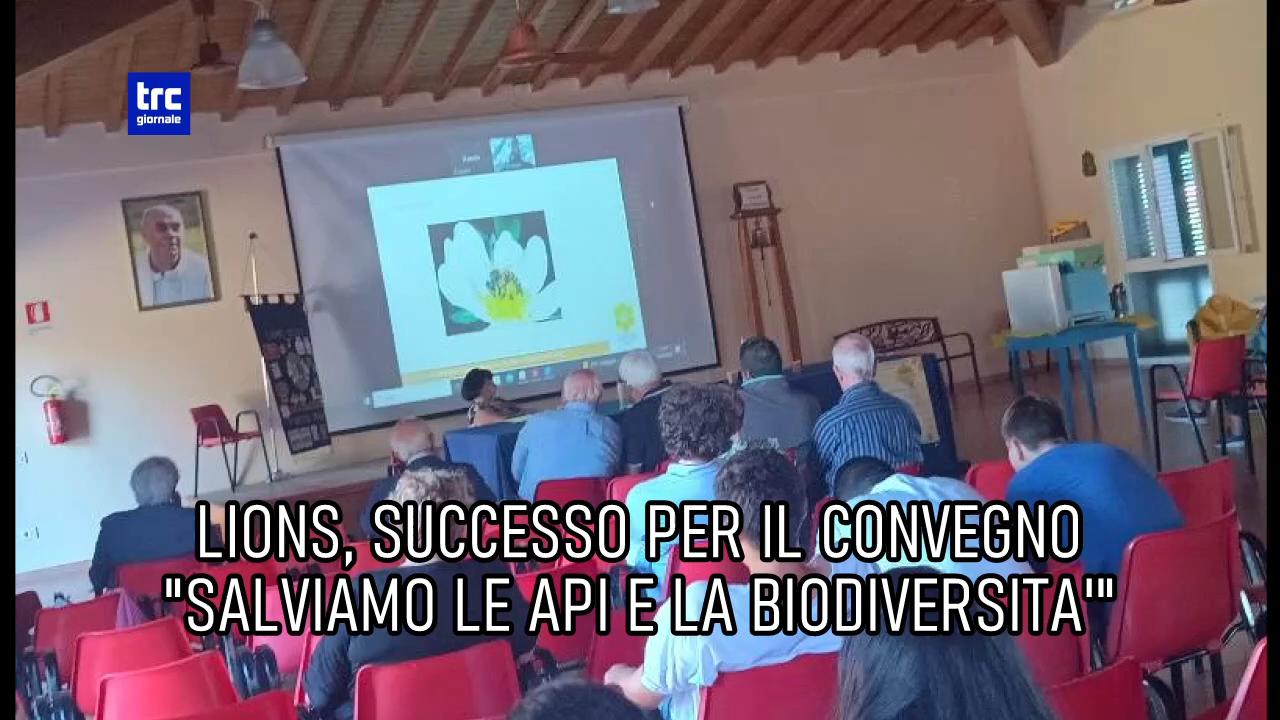 trc
giornale
LIONS, SUCCESSO PER IL CONVEGNO
"SALVIAMO LE API E LA BIODIVERSITA'"